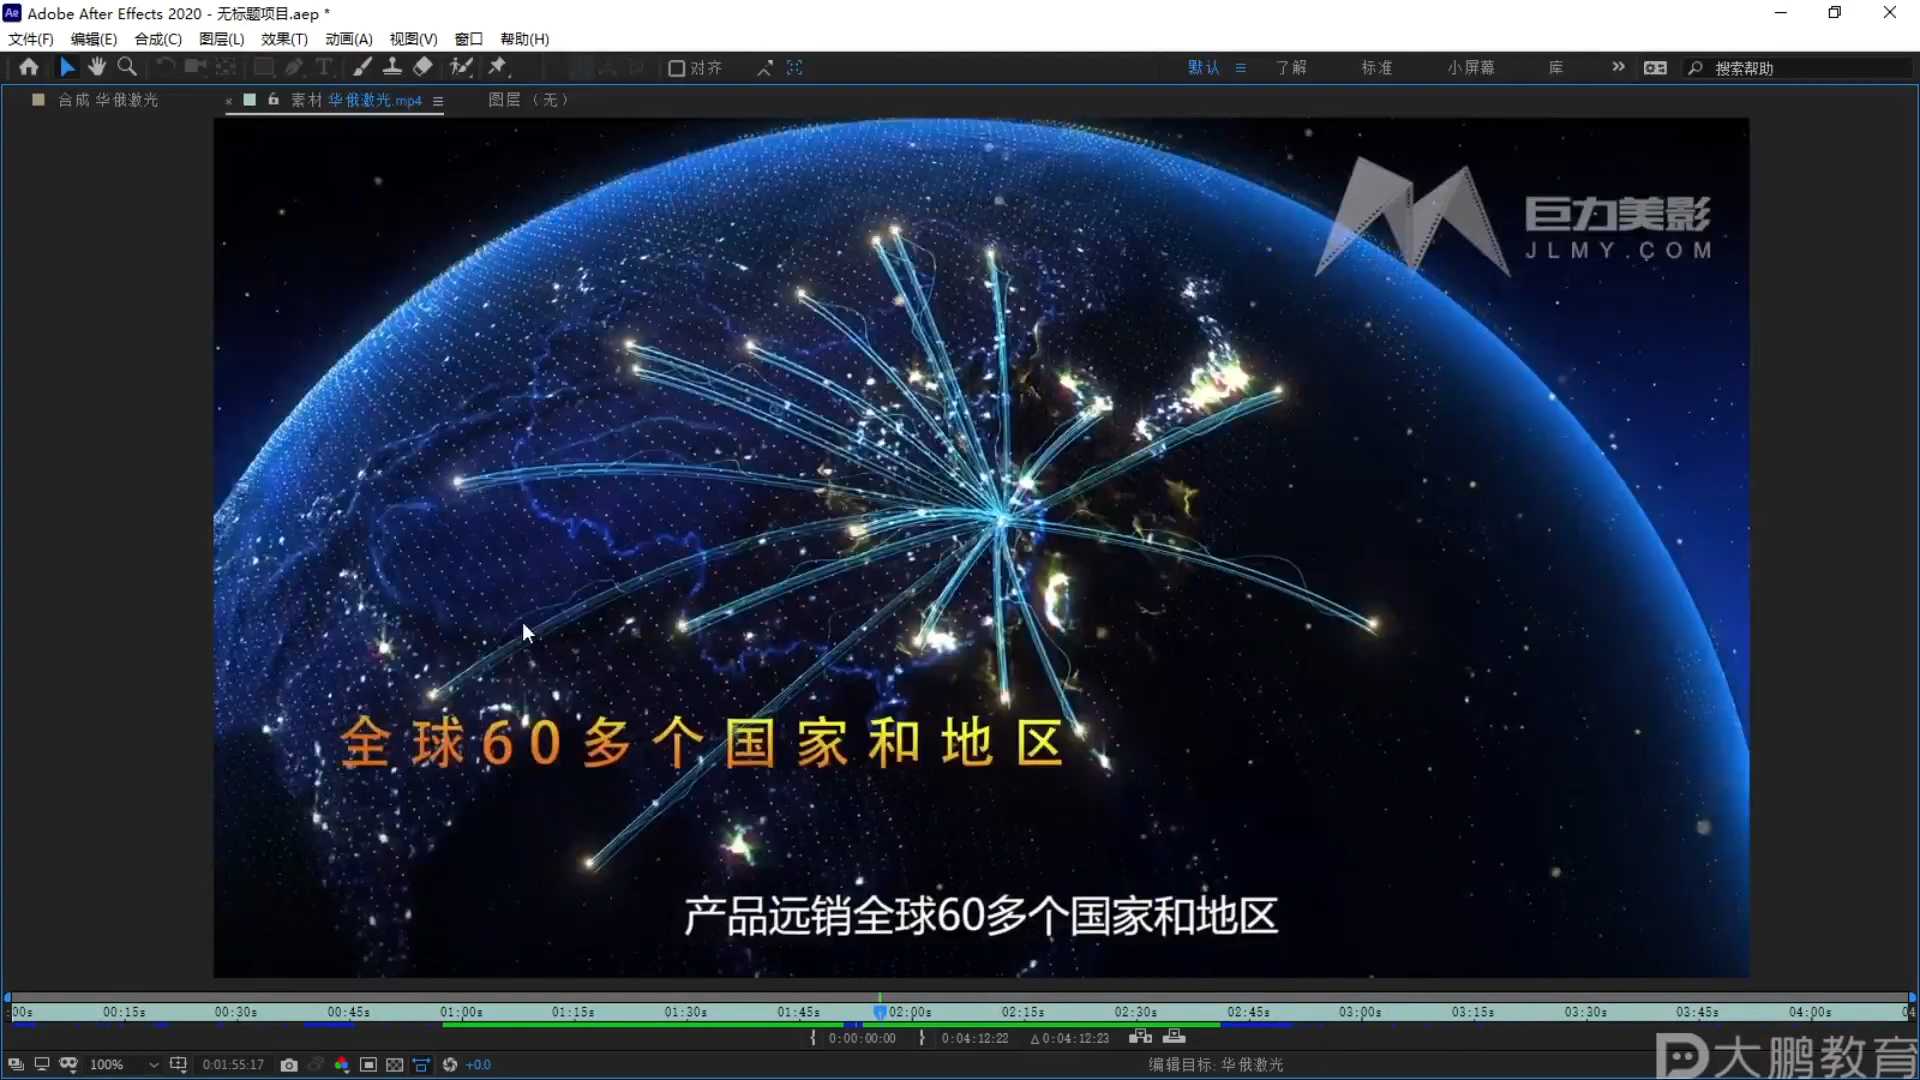 Ae Adobe After Effects 2020 - 无标题项目.aep *
文件(F) 编辑(E) 合成(C) 图层(L) 效果(T) 动画(A) 视图(V) 窗口 帮助(H)
对齐 默认 了解 标准 小屏幕 库 搜索帮助
合成 华俄激光 素材 华俄激光.mp4 图层 （无）
巨力美影
JLMY.COM
全球60多个国家和地区
产品远销全球60多个国家和地区
00s 00:15s 00:30s 00:45s 01:00s 01:15s 01:30s 01:45s 02:00s 02:15s 02:30s 02:45s 03:00s 03:15s 03:30s 03:45s 04:00s 04
{ 0:00:00:00 } 0:04:12:22 Δ 0:04:12:23
100% 0:01:55:17 +0.0 编辑目标: 华俄激光
大鹏教育